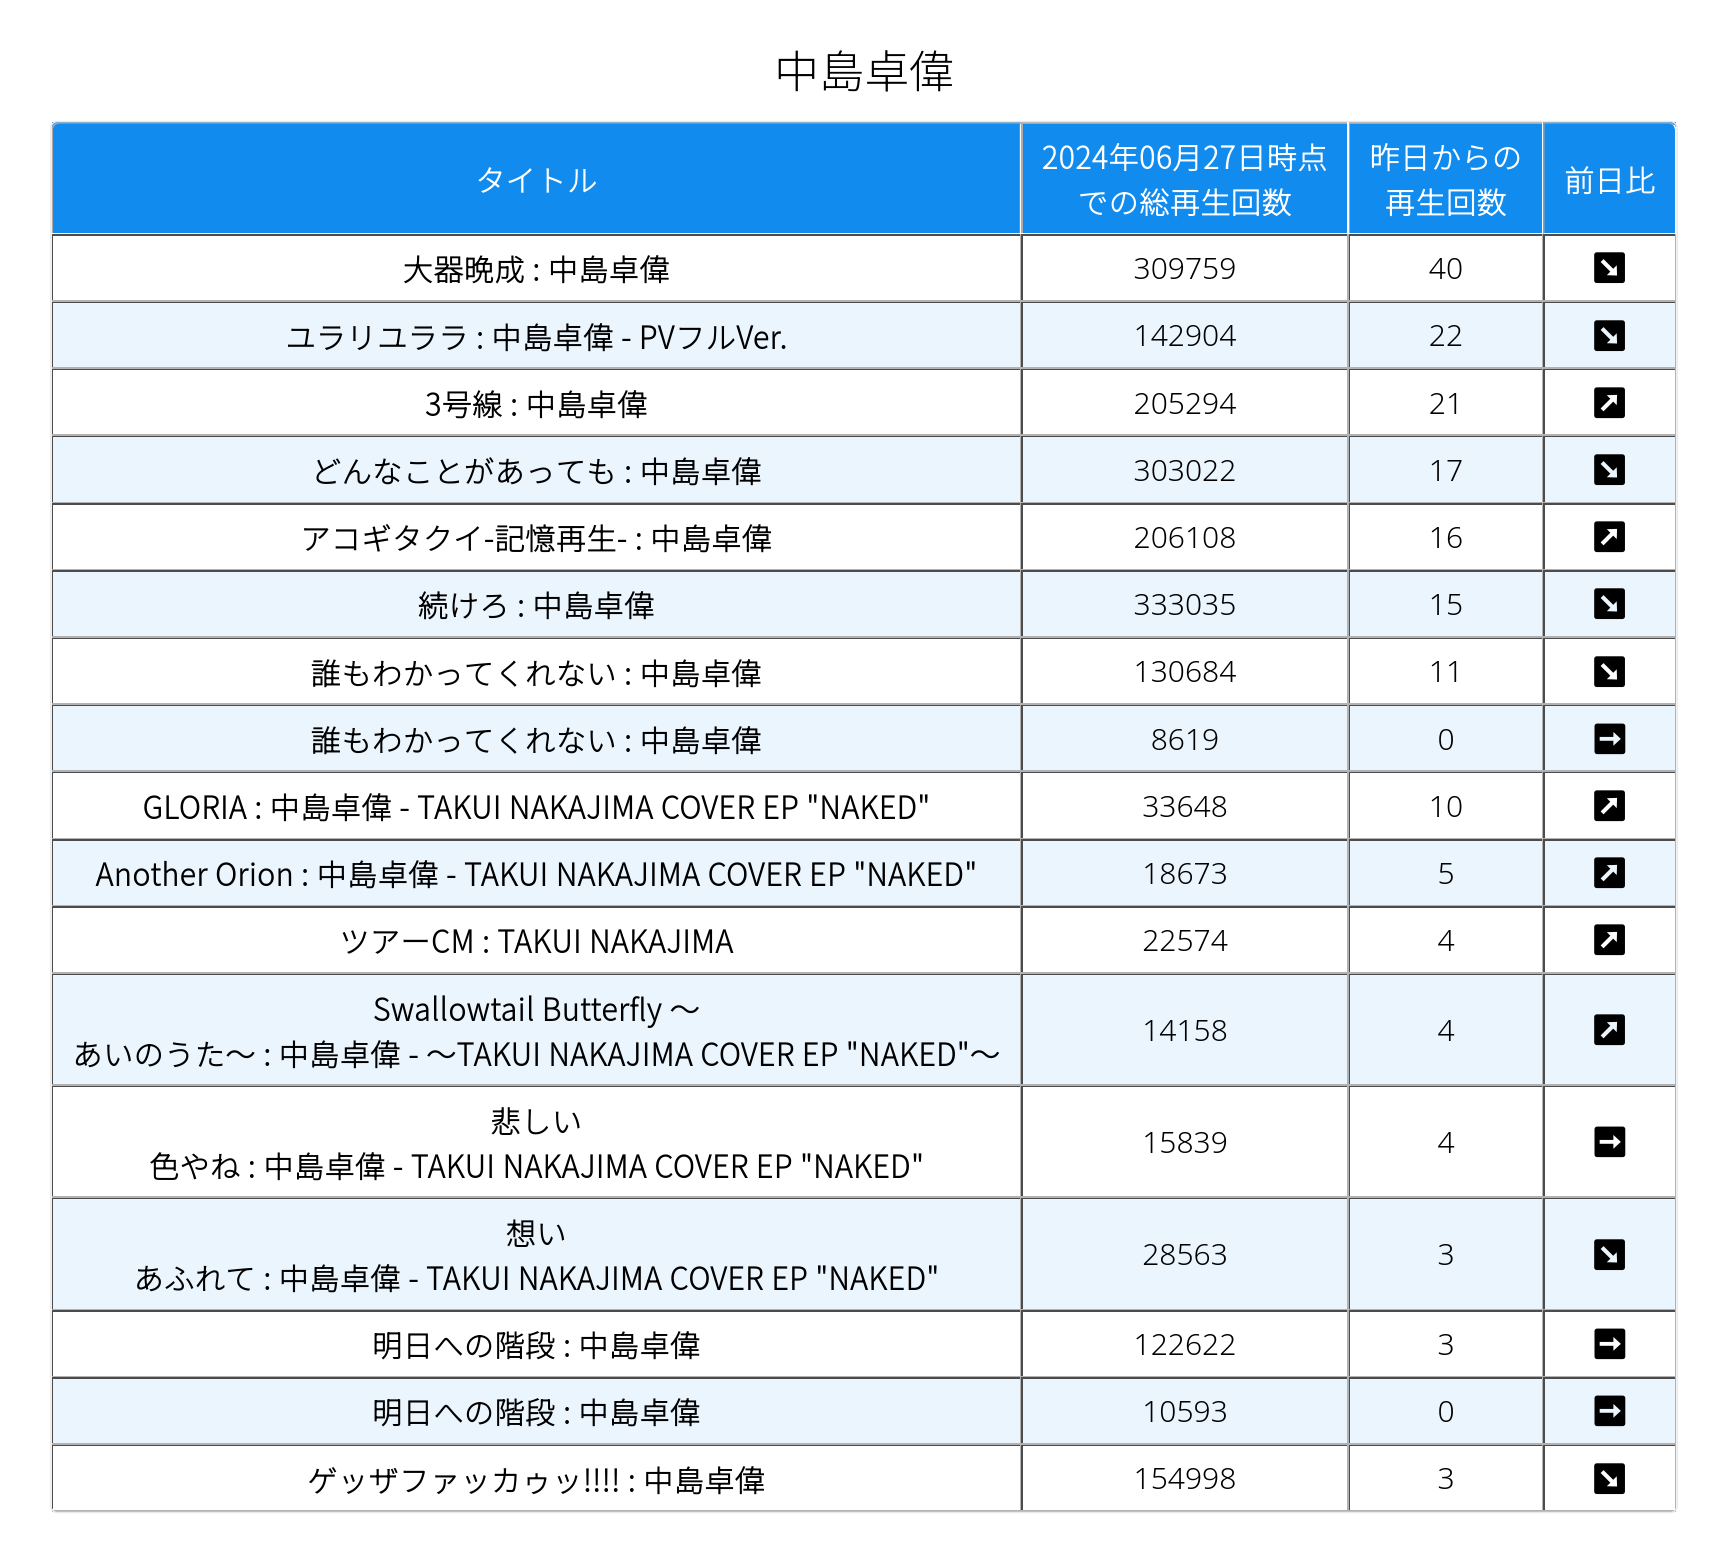 中島卓偉
タイトル
2024年06月27日時点
での総再生回数
昨日からの
再生回数
前日比
大器晩成 : 中島卓偉 309759 40 ↘
ユラリユララ : 中島卓偉 - PVフルVer. 142904 22 ↘
3号線 : 中島卓偉 205294 21 ↗
どんなことがあっても : 中島卓偉 303022 17 ↘
アコギタクイ-記憶再生- : 中島卓偉 206108 16 ↗
続けろ : 中島卓偉 333035 15 ↘
誰もわかってくれない : 中島卓偉 130684 11 ↘
誰もわかってくれない : 中島卓偉 8619 0 →
GLORIA : 中島卓偉 - TAKUI NAKAJIMA COVER EP "NAKED" 33648 10 ↗
Another Orion : 中島卓偉 - TAKUI NAKAJIMA COVER EP "NAKED" 18673 5 ↗
ツアーCM : TAKUI NAKAJIMA 22574 4 ↗
Swallowtail Butterfly ～
あいのうた～ : 中島卓偉 - ～TAKUI NAKAJIMA COVER EP "NAKED"～ 14158 4 ↗
悲しい
色やね : 中島卓偉 - TAKUI NAKAJIMA COVER EP "NAKED" 15839 4 →
想い
あふれて : 中島卓偉 - TAKUI NAKAJIMA COVER EP "NAKED" 28563 3 ↘
明日への階段 : 中島卓偉 122622 3 →
明日への階段 : 中島卓偉 10593 0 →
ゲッザファッカゥッ!!!! : 中島卓偉 154998 3 ↘